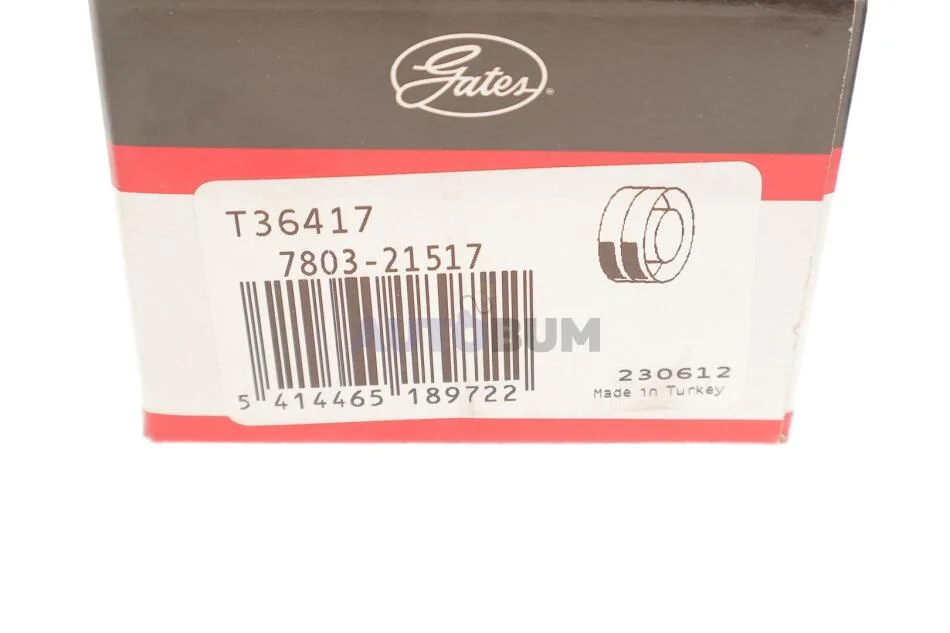 Gates®
T36417
7803-21517
AUTOBUM
5 414465 189722
230612
Made in Turkey